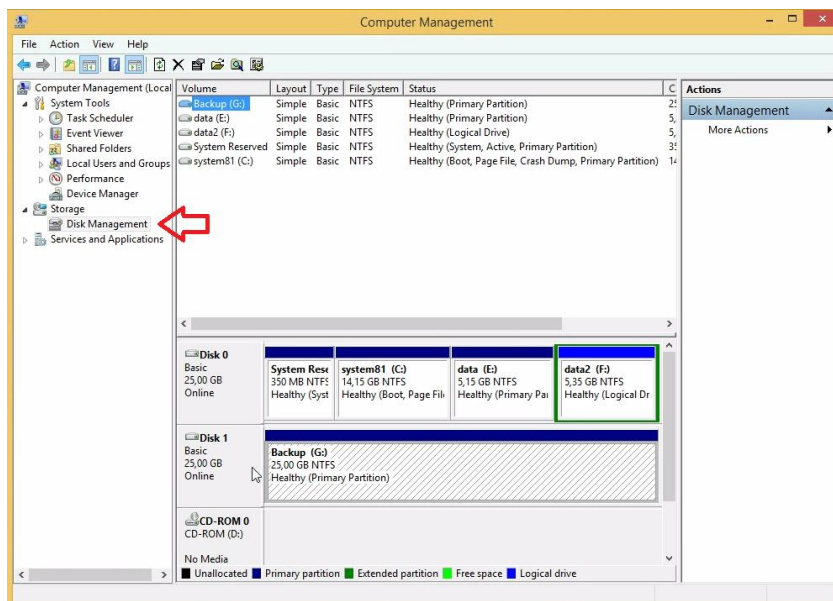 Computer Management
File Action View Help
Computer Management (Local
System Tools
Task Scheduler
Event Viewer
Shared Folders
Local Users and Groups
Performance
Device Manager
Storage
Disk Management
Services and Applications
Volume Layout Type File System Status C
Backup (G:) Simple Basic NTFS Healthy (Primary Partition)
data (E:) Simple Basic NTFS Healthy (Primary Partition) 5,
data2 (F:) Simple Basic NTFS Healthy (Logical Drive) 5,
System Reserved Simple Basic NTFS Healthy (System, Active, Primary Partition)
system81 (C:) Simple Basic NTFS Healthy (Boot, Page File, Crash Dump, Primary Partition)
Actions
Disk Management
More Actions
Disk 0
Basic
25,00 GB
Online
System Rese
350 MB NTFS
Healthy (Syst
system81 (C:)
14,15 GB NTFS
Healthy (Boot, Page File
data (E:)
5,15 GB NTFS
Healthy (Primary Par
data2 (F:)
5,35 GB NTFS
Healthy (Logical Dr
Disk 1
Basic
25,00 GB
Online
Backup (G:)
25,00 GB NTFS
Healthy (Primary Partition)
CD-ROM 0
CD-ROM (D:)
No Media
Unallocated Primary partition Extended partition Free space Logical drive